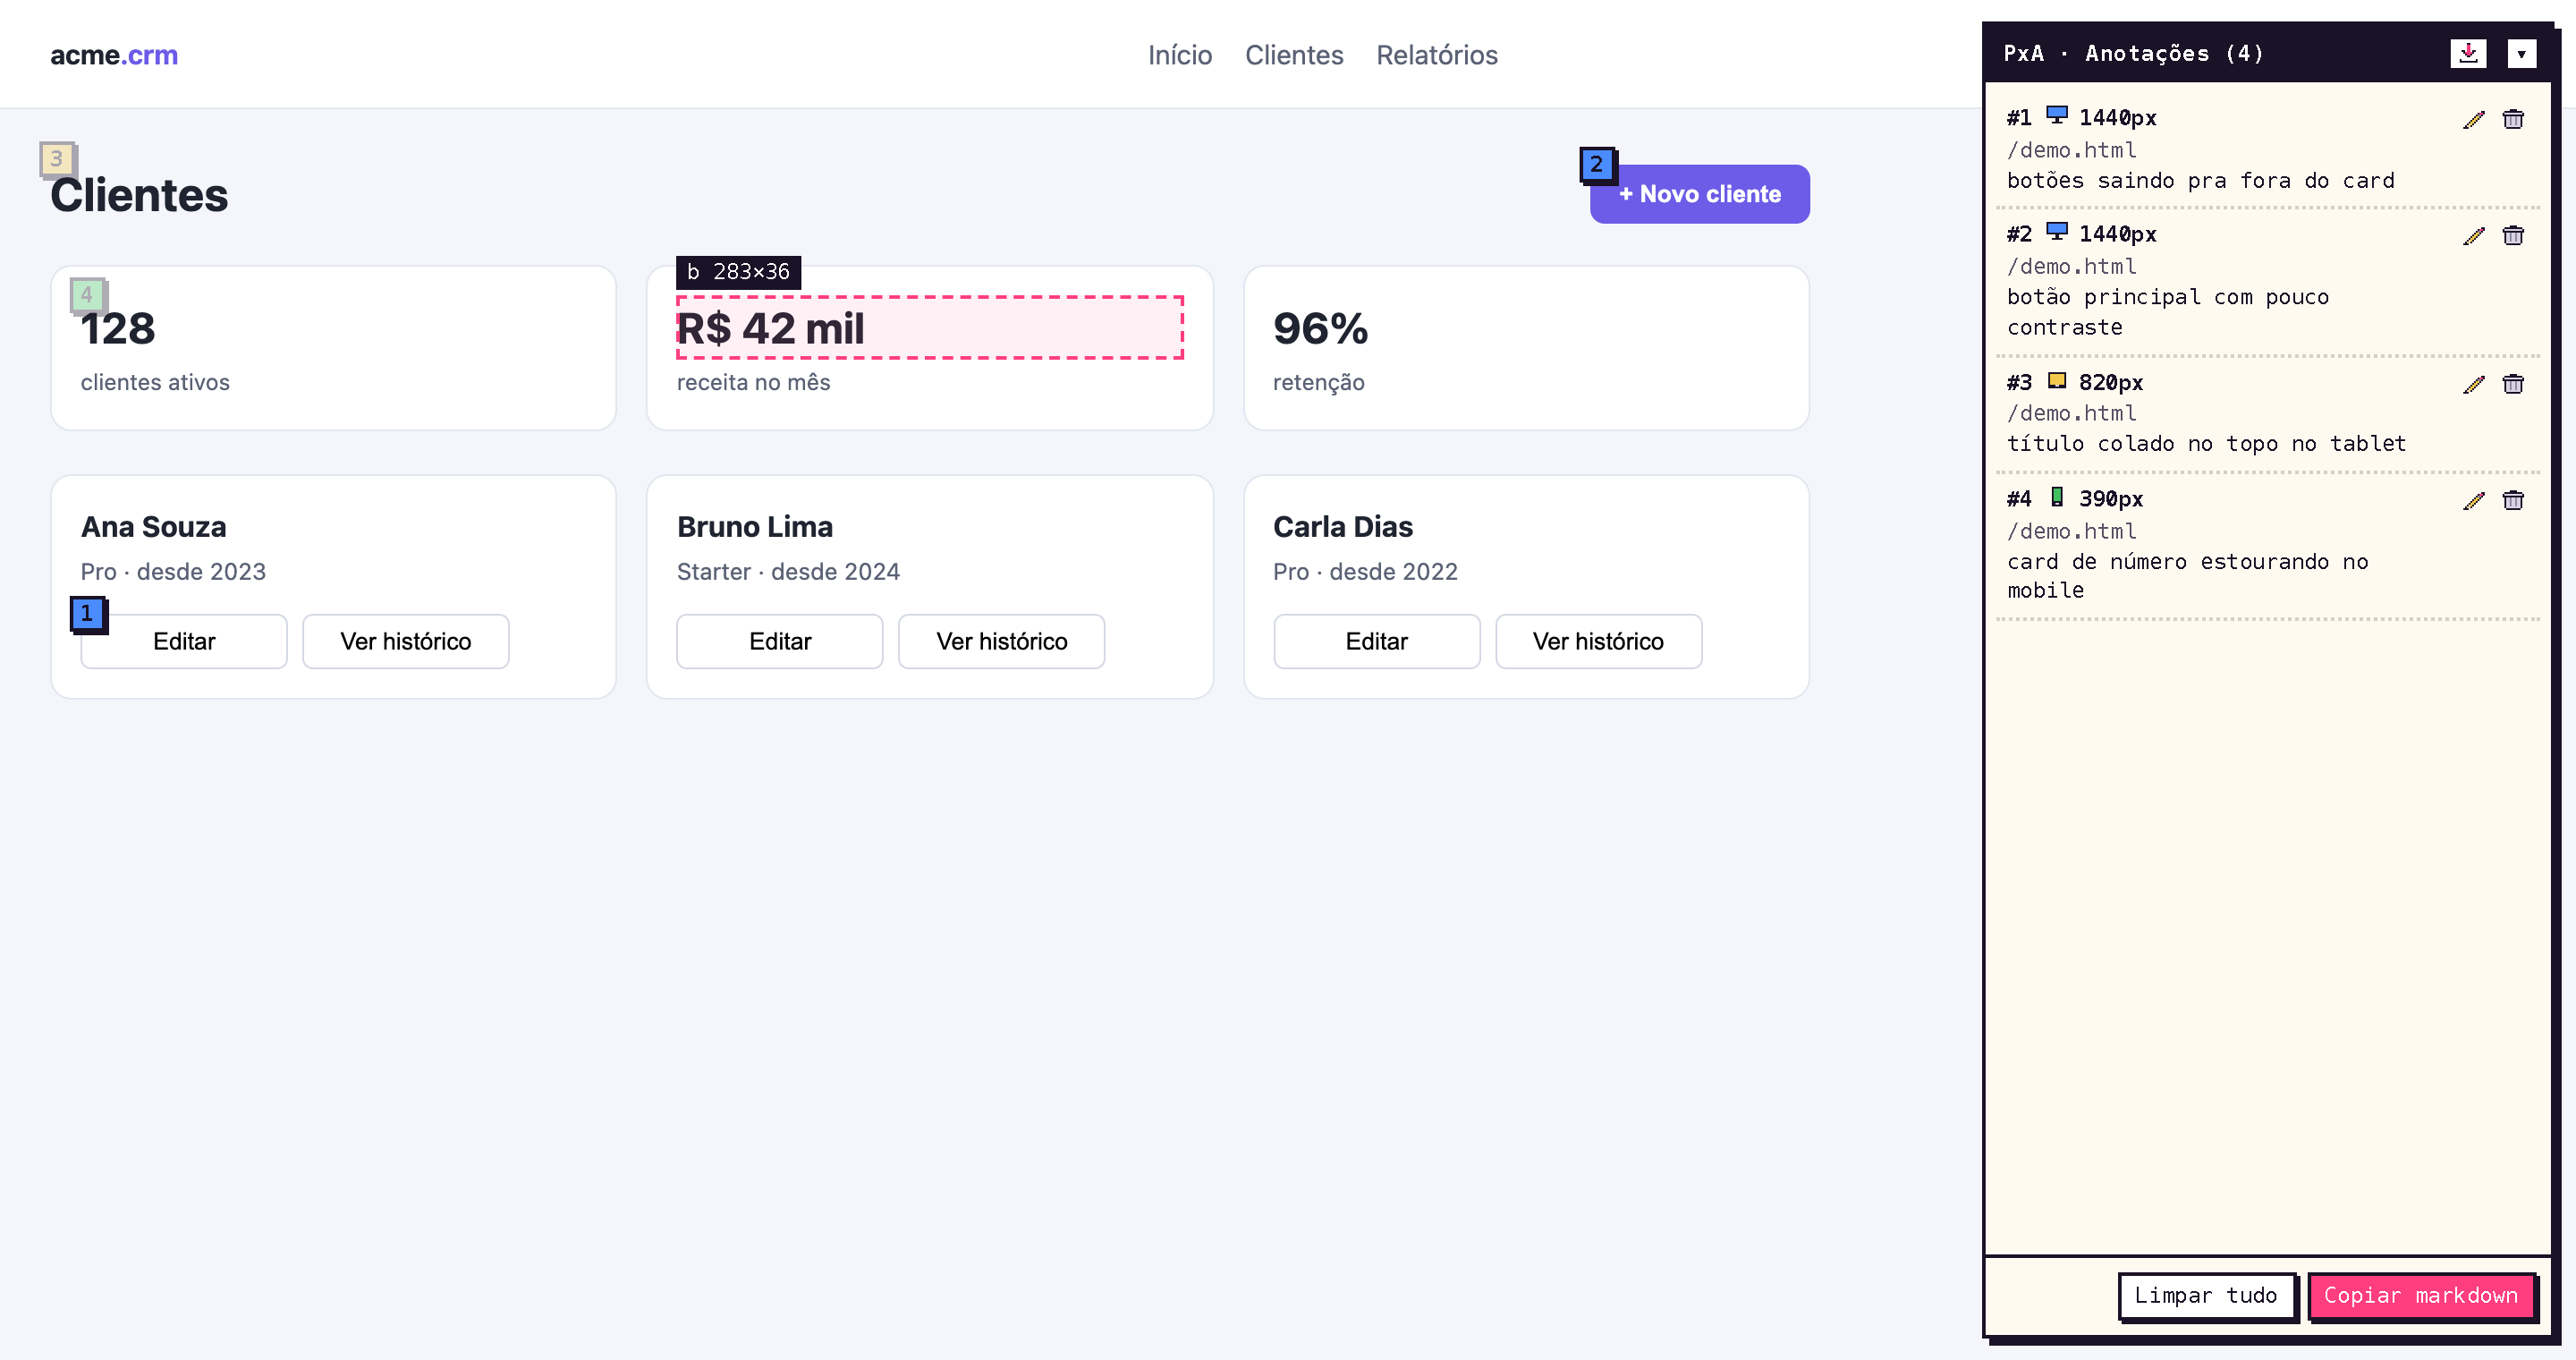 acme.crm
Início Clientes Relatórios
3
Clientes
2
+ Novo cliente
4
128
clientes ativos
b 283×36
R$ 42 mil
receita no mês
96%
retenção
Ana Souza
Pro · desde 2023
1
Editar Ver histórico
Bruno Lima
Starter · desde 2024
Editar Ver histórico
Carla Dias
Pro · desde 2022
Editar Ver histórico
PxA · Anotações (4)
#1 1440px
/demo.html
botões saindo pra fora do card
#2 1440px
/demo.html
botão principal com pouco
contraste
#3 820px
/demo.html
título colado no topo no tablet
#4 390px
/demo.html
card de número estourando no
mobile
Limpar tudo Copiar markdown